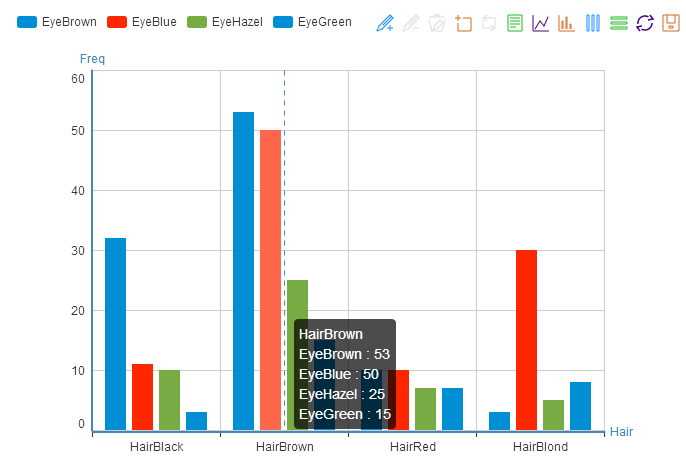 EyeBrown EyeBlue EyeHazel EyeGreen
Freq
60
50
40
30
20
10
0
HairBrown
EyeBrown : 53
EyeBlue : 50
EyeHazel : 25
EyeGreen : 15
HairBlack HairBrown HairRed HairBlond
Hair